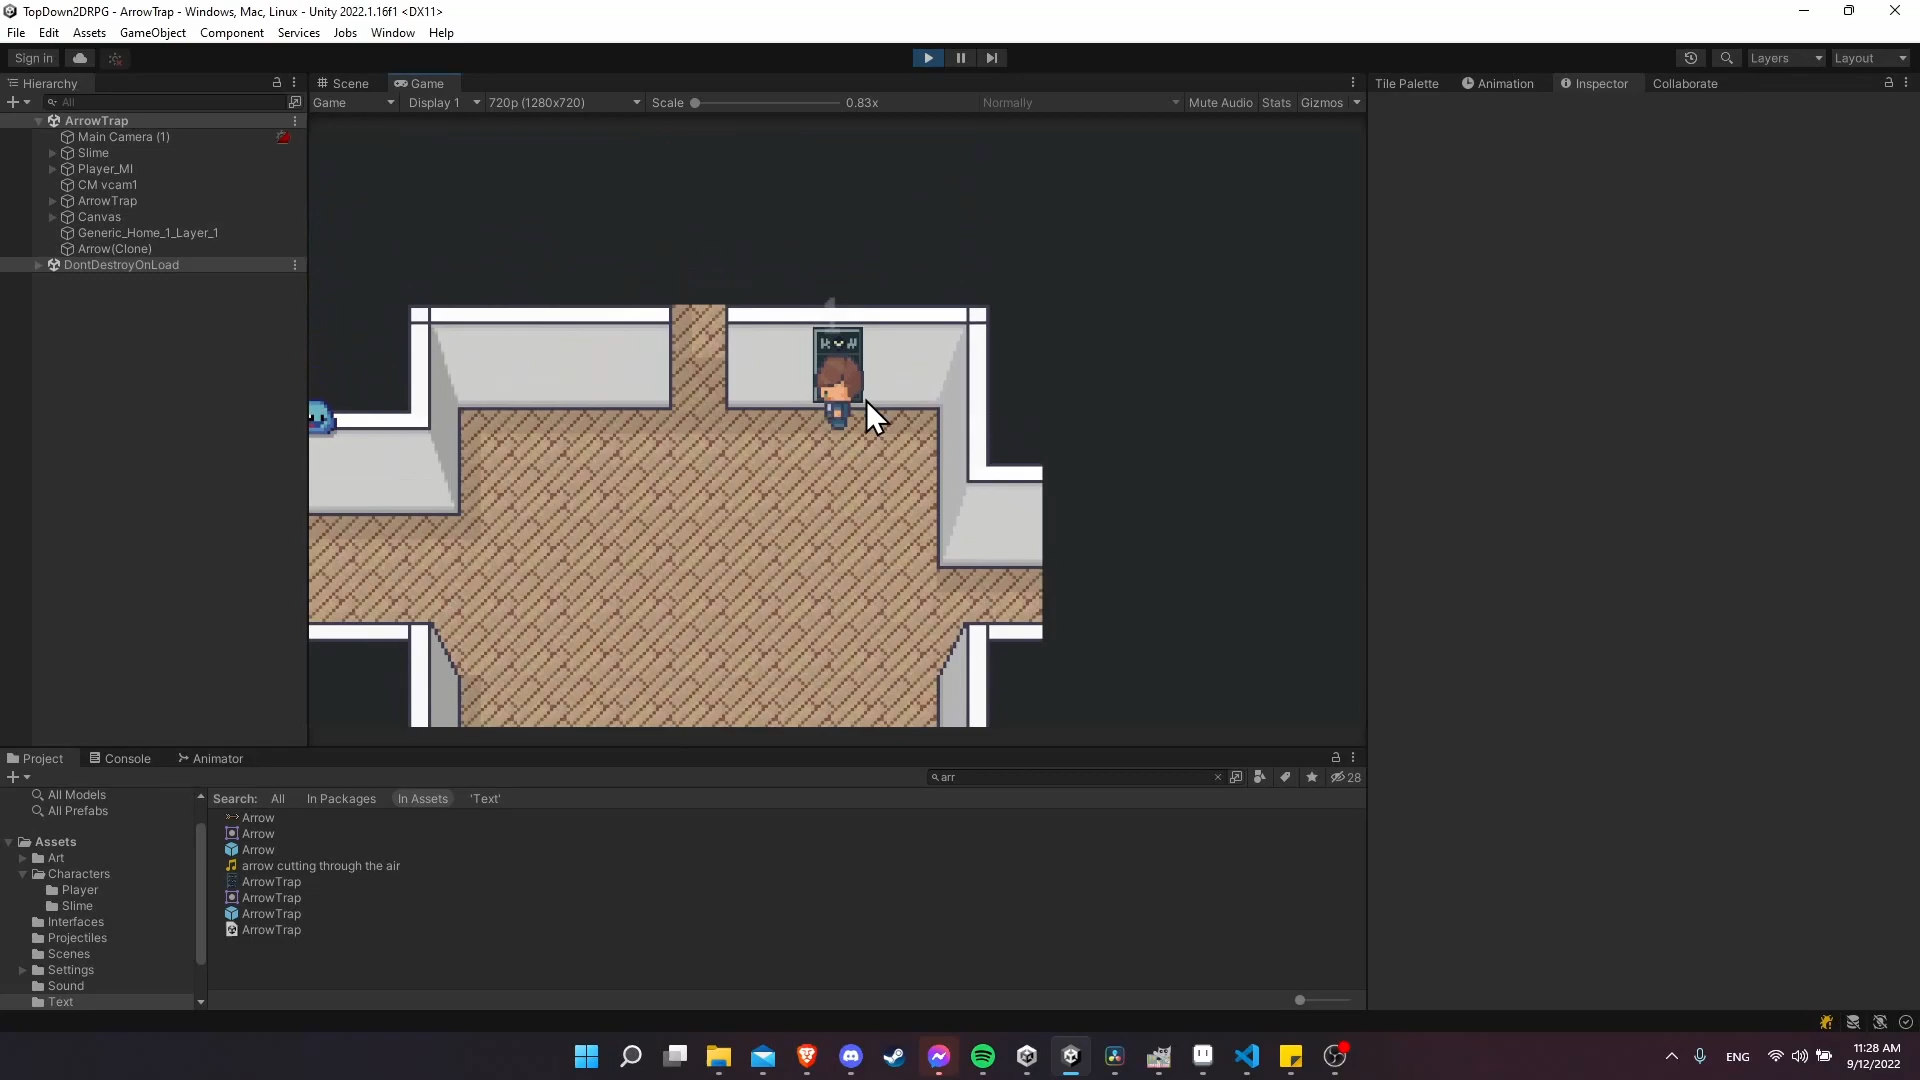 TopDown2DRPG - ArrowTrap - Windows, Mac, Linux - Unity 2022.1.16f1 <DX11>
File Edit Assets GameObject Component Services Jobs Window Help
Sign in Layers Layout
Hierarchy Scene Game Tile Palette Animation Inspector Collaborate
All Game Display 1 720p (1280x720) Scale 0.83x Normally Mute Audio Stats Gizmos
ArrowTrap
Main Camera (1)
Slime
Player_MI
CM vcam1
ArrowTrap
Canvas
Generic_Home_1_Layer_1
Arrow(Clone)
DontDestroyOnLoad
Project Console Animator
arr 28
All Models
All Prefabs
Assets
Art
Characters
Player
Slime
Interfaces
Projectiles
Scenes
Settings
Sound
Text
Search: All In Packages In Assets 'Text'
Arrow
Arrow
Arrow
arrow cutting through the air
ArrowTrap
ArrowTrap
ArrowTrap
ArrowTrap
ENG 11:28 AM
9/12/2022